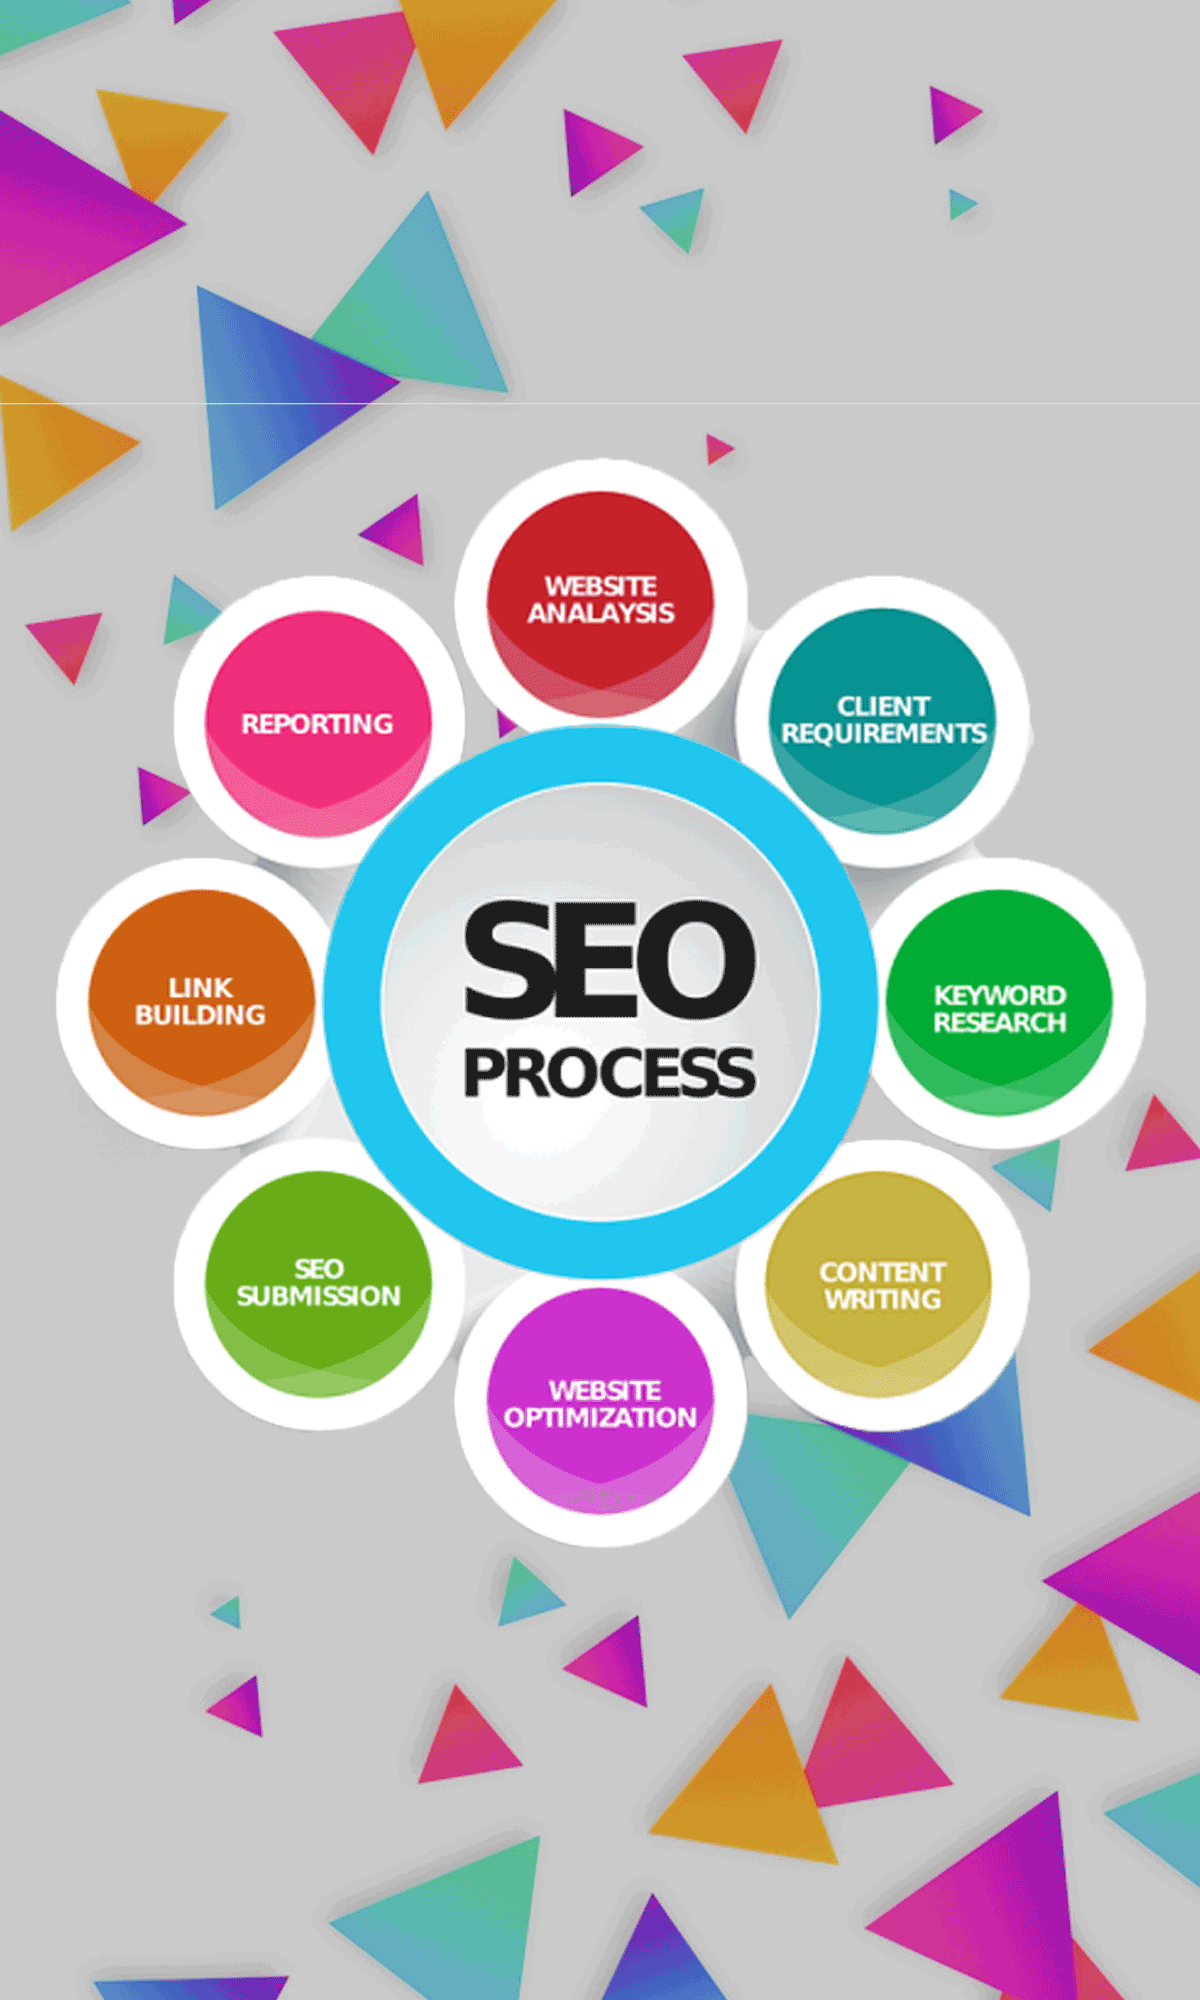 WEBSITE
ANALAYSIS
CLIENT
REQUIREMENTS
REPORTING
SEO
PROCESS
LINK
BUILDING
KEYWORD
RESEARCH
SEO
SUBMISSION
CONTENT
WRITING
WEBSITE
OPTIMIZATION